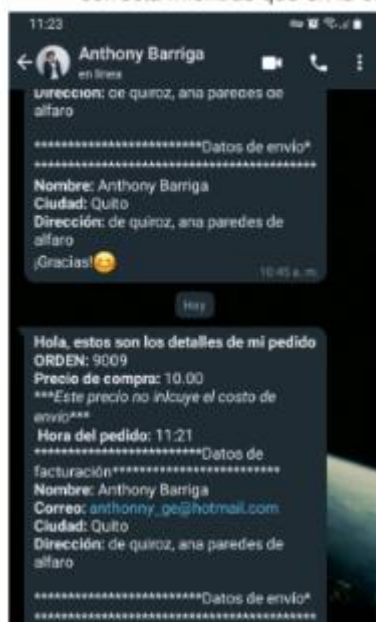 11:23
Anthony Barriga
en línea
Dirección: de quiroz, ana paredes de
alfaro
*************************Datos de envío*
******************************************
Nombre: Anthony Barriga
Ciudad: Quito
Dirección: de quiroz, ana paredes de
alfaro
¡Gracias!😊
10:45 a. m.
Hoy
Hola, estos son los detalles de mi pedido
ORDEN: 9009
Precio de compra: 10.00
***Este precio no inlcuye el costo de
envío***
Hora del pedido: 11:21
*************************Datos de
facturación*************************
Nombre: Anthony Barriga
Correo: anthonny_ge@hotmail.com
Ciudad: Quito
Dirección: de quiroz, ana paredes de
alfaro
*************************Datos de envío*
******************************************